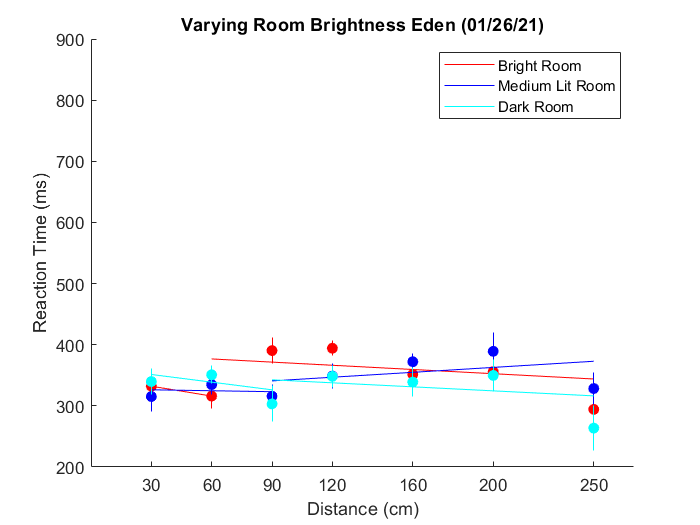 Varying Room Brightness Eden (01/26/21)
900
800
700
600
500
400
300
200
Reaction Time (ms)
Bright Room
Medium Lit Room
Dark Room
30 60 90 120 160 200 250
Distance (cm)